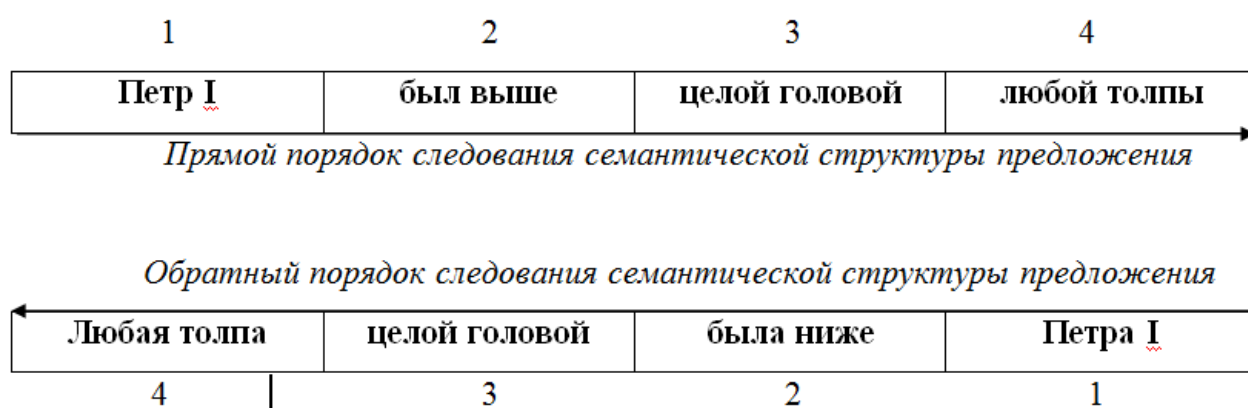 1 2 3 4
Петр I был выше целой головой любой толпы
Прямой порядок следования семантической структуры предложения
Обратный порядок следования семантической структуры предложения
Любая толпа целой головой была ниже Петра I
4 3 2 1